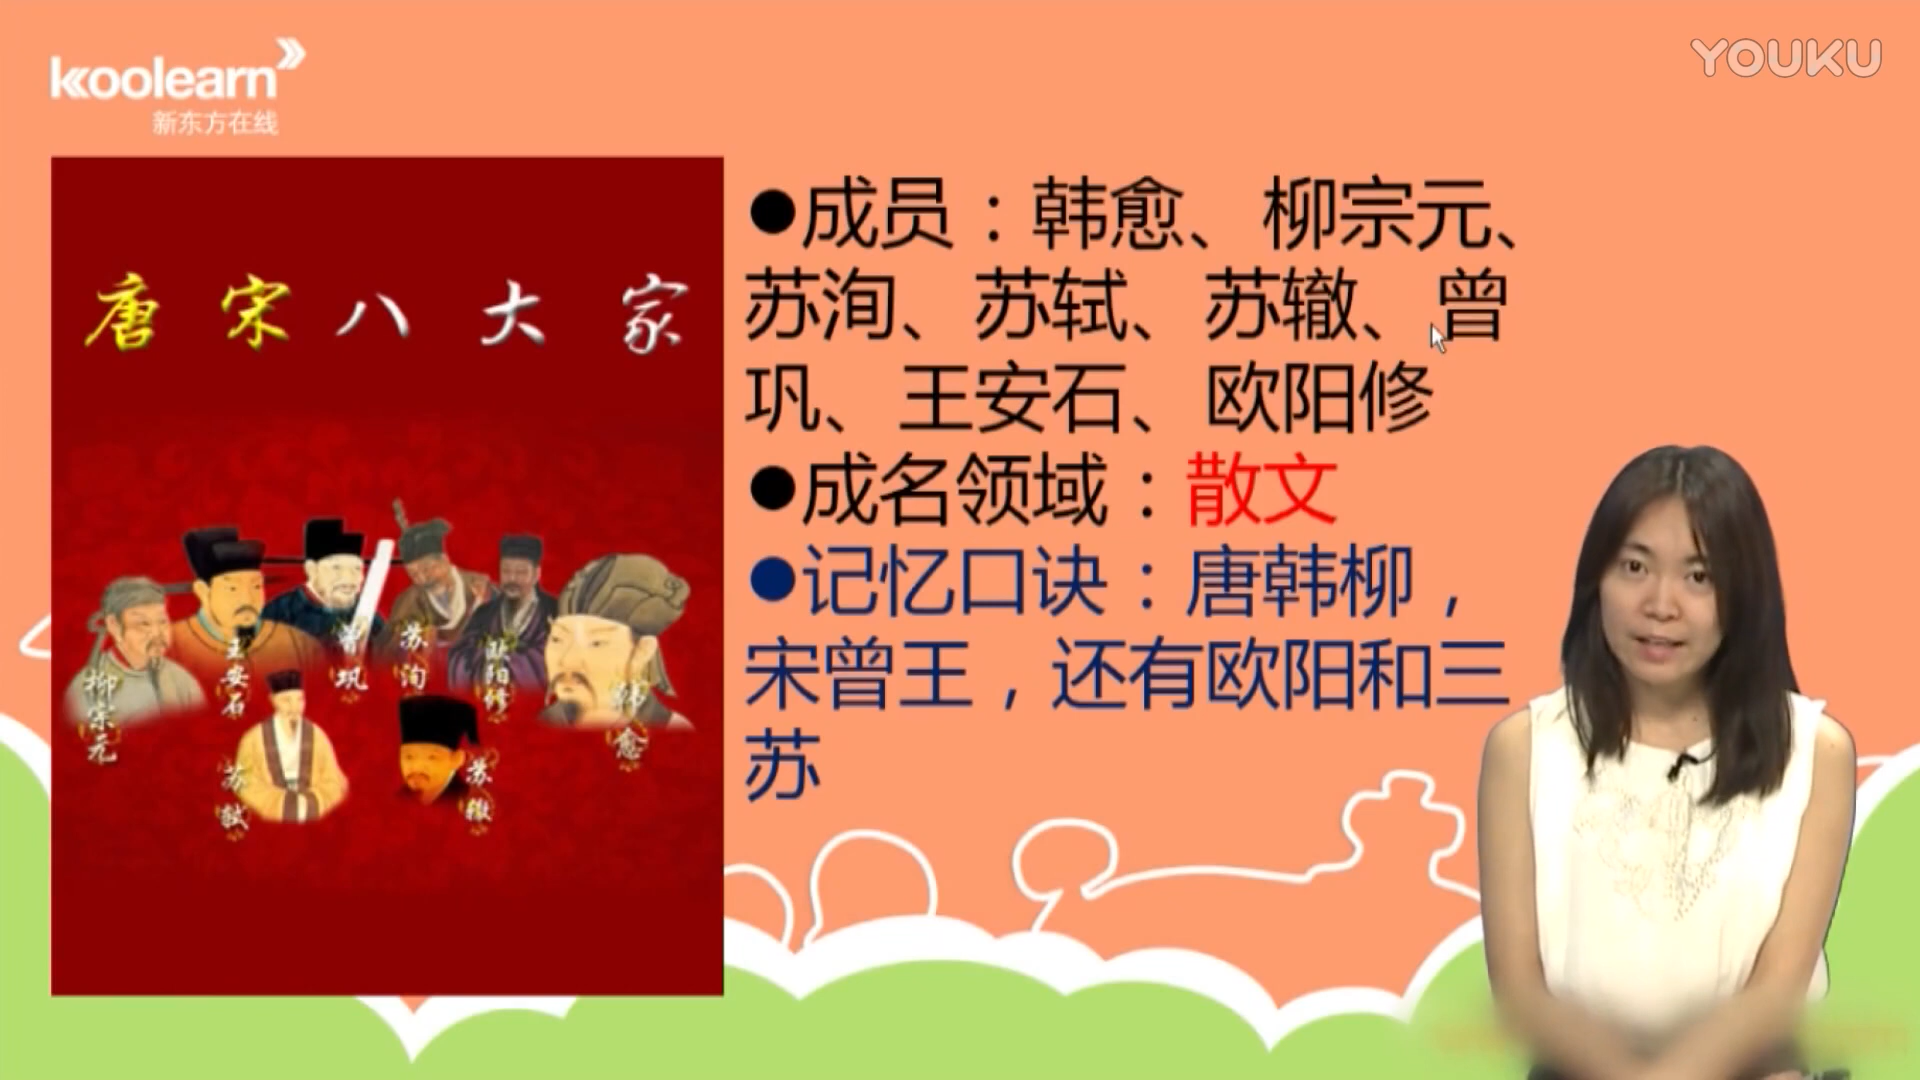 koolearn
新东方在线
YOUKU
唐宋八大家
柳宗元
王安石
曾巩
苏洵
欧阳修
韩愈
苏轼
苏辙
●成员：韩愈、柳宗元、
苏洵、苏轼、苏辙、曾
巩、王安石、欧阳修
●成名领域：散文
●记忆口诀：唐韩柳，
宋曾王，还有欧阳和三
苏